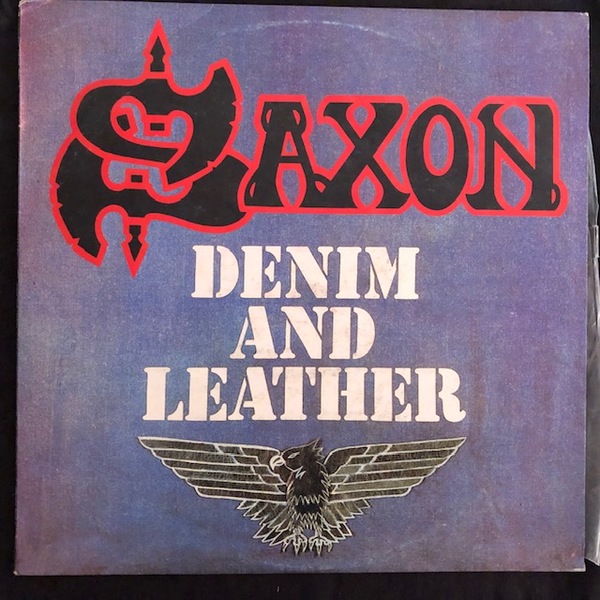 SAXON
DENIM
AND
LEATHER